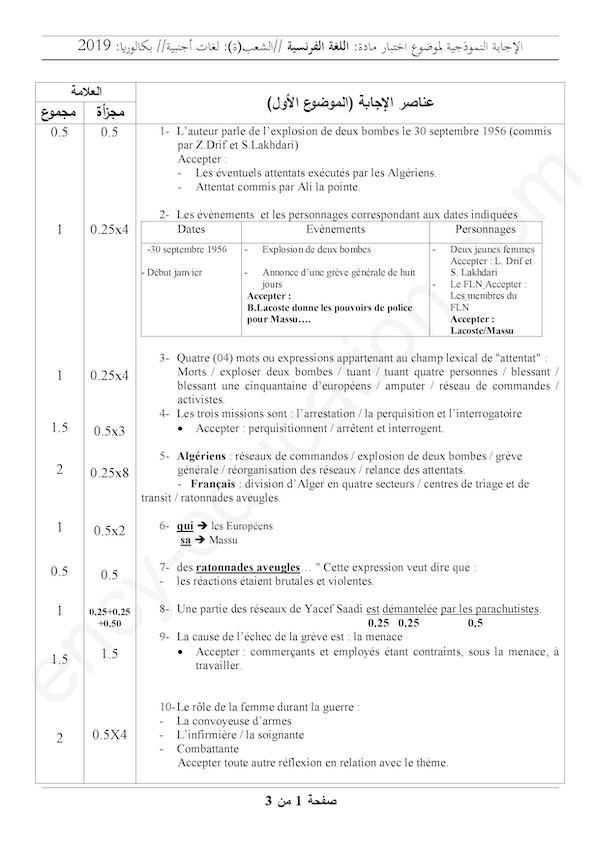 الإجابة النموذجية لموضوع اختبار مادة: اللغة الفرنسية //الشعب(ة): لغات أجنبية// بكالوريا: 2019
العلامة
عناصر الإجابة (الموضوع الأول)
مجموع
مجزأة
0.5
0.5
1- L'auteur parle de l'explosion de deux bombes le 30 septembre 1956 (commis
par Z.Drif et S.Lakhdari)
Accepter :
- Les éventuels attentats exécutés par les Algériens.
- Attentat commis par Ali la pointe.
1
0.25x4
2- Les évènements et les personnages correspondant aux dates indiquées
Dates
Evènements
Personnages
-30 septembre 1956
- Explosion de deux bombes
- Deux jeunes femmes
Accepter : L. Drif et
S. Lakhdari
- Début janvier
- Annonce d'une grève générale de huit
jours
Accepter :
B.Lacoste donne les pouvoirs de police
pour Massu….
- Le FLN Accepter :
Les membres du
FLN
Accepter :
Lacoste/Massu
1
0.25x4
3- Quatre (04) mots ou expressions appartenant au champ lexical de "attentat" :
Morts / exploser deux bombes / tuant / tuant quatre personnes / blessant /
blessant une cinquantaine d'européens / amputer / réseau de commandes /
activistes.
1.5
0.5x3
4- Les trois missions sont : l'arrestation / la perquisition et l'interrogatoire
• Accepter : perquisitionnent / arrêtent et interrogent.
2
0.25x8
5- Algériens : réseaux de commandos / explosion de deux bombes / grève
générale / réorganisation des réseaux / relance des attentats.
- Français : division d'Alger en quatre secteurs / centres de triage et de
transit / ratonnades aveugles.
1
0.5x2
6- qui ➔ les Européens
sa ➔ Massu
0.5
0.5
7- des ratonnades aveugles… " Cette expression veut dire que :
- les réactions étaient brutales et violentes.
1
0.25+0.25
+0.50
8- Une partie des réseaux de Yacef Saadi est démantelée par les parachutistes.
0.25 0.25 0.5
1.5
1.5
9- La cause de l'échec de la grève est : la menace
• Accepter : commerçants et employés étant contraints, sous la menace, à
travailler.
2
0.5X4
10-Le rôle de la femme durant la guerre :
- La convoyeuse d'armes
- L'infirmière / la soignante
- Combattante
Accepter toute autre réflexion en relation avec le thème.
صفحة 1 من 3
ency-education.com